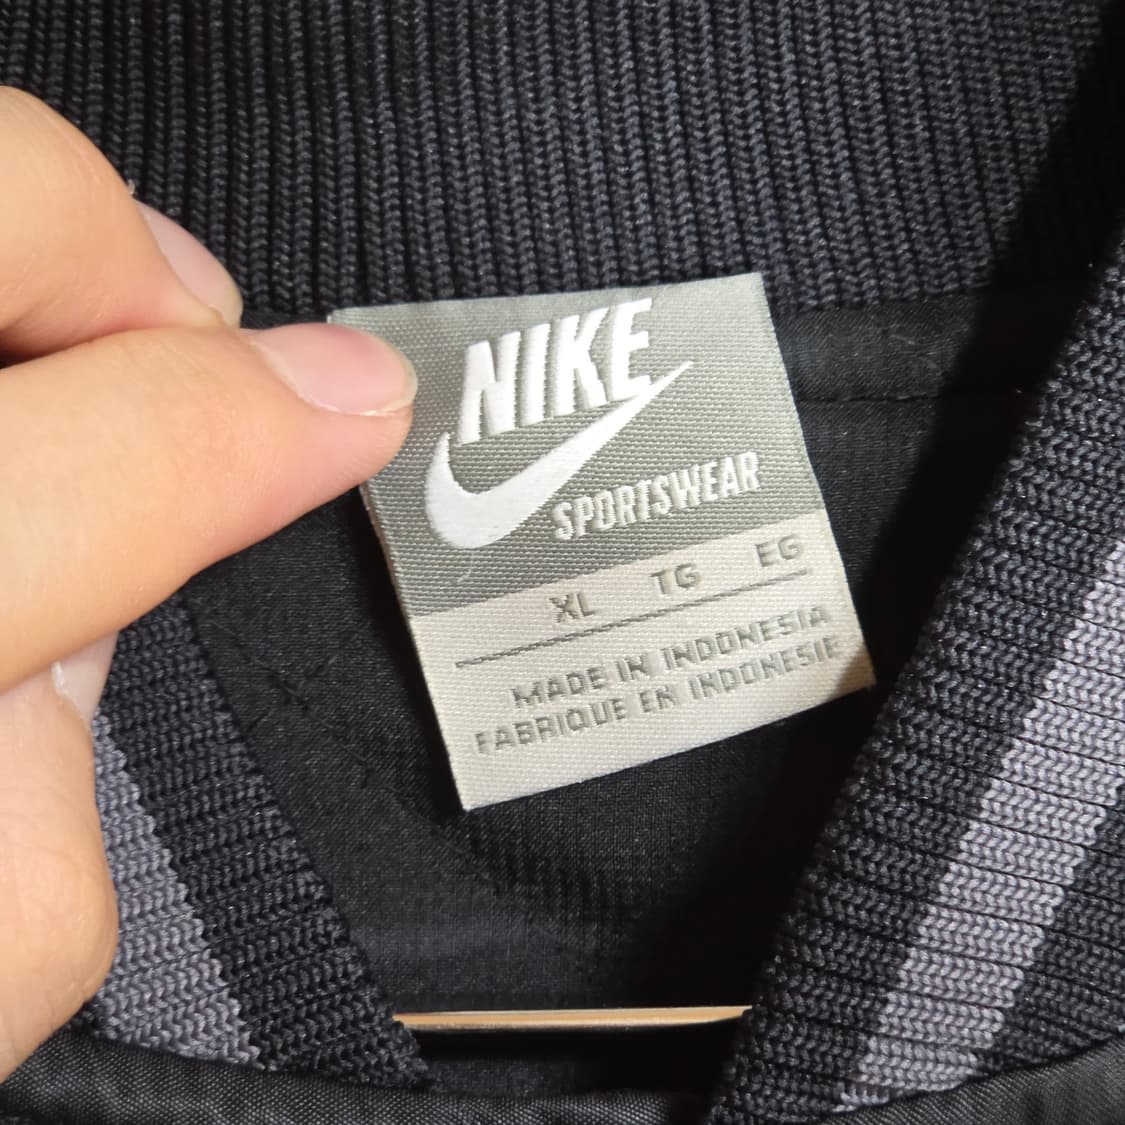 NIKE
SPORTSWEAR
XL TG EG
MADE IN INDONESIA
FABRIQUE EN INDONESIE